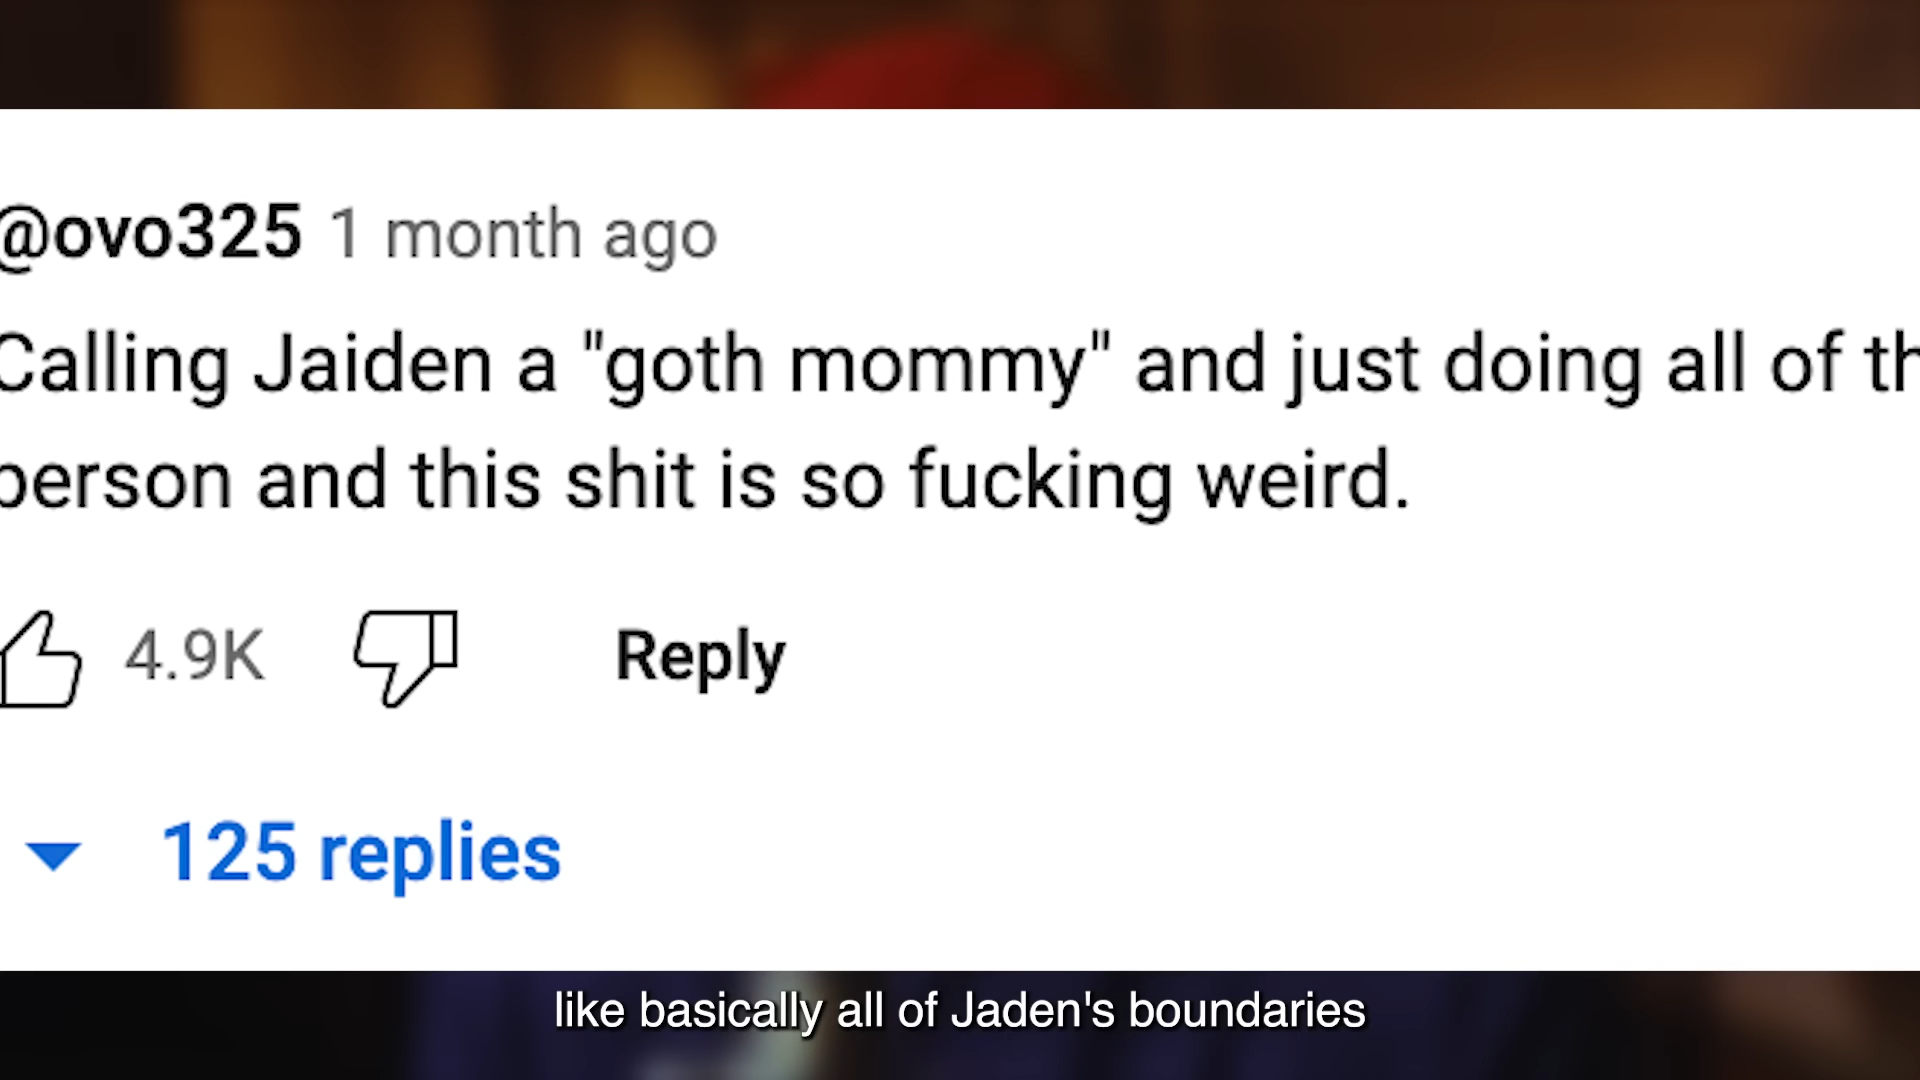 @ovo325 1 month ago
Calling Jaiden a "goth mommy" and just doing all of th
person and this shit is so fucking weird.
4.9K Reply
125 replies
like basically all of Jaden's boundaries